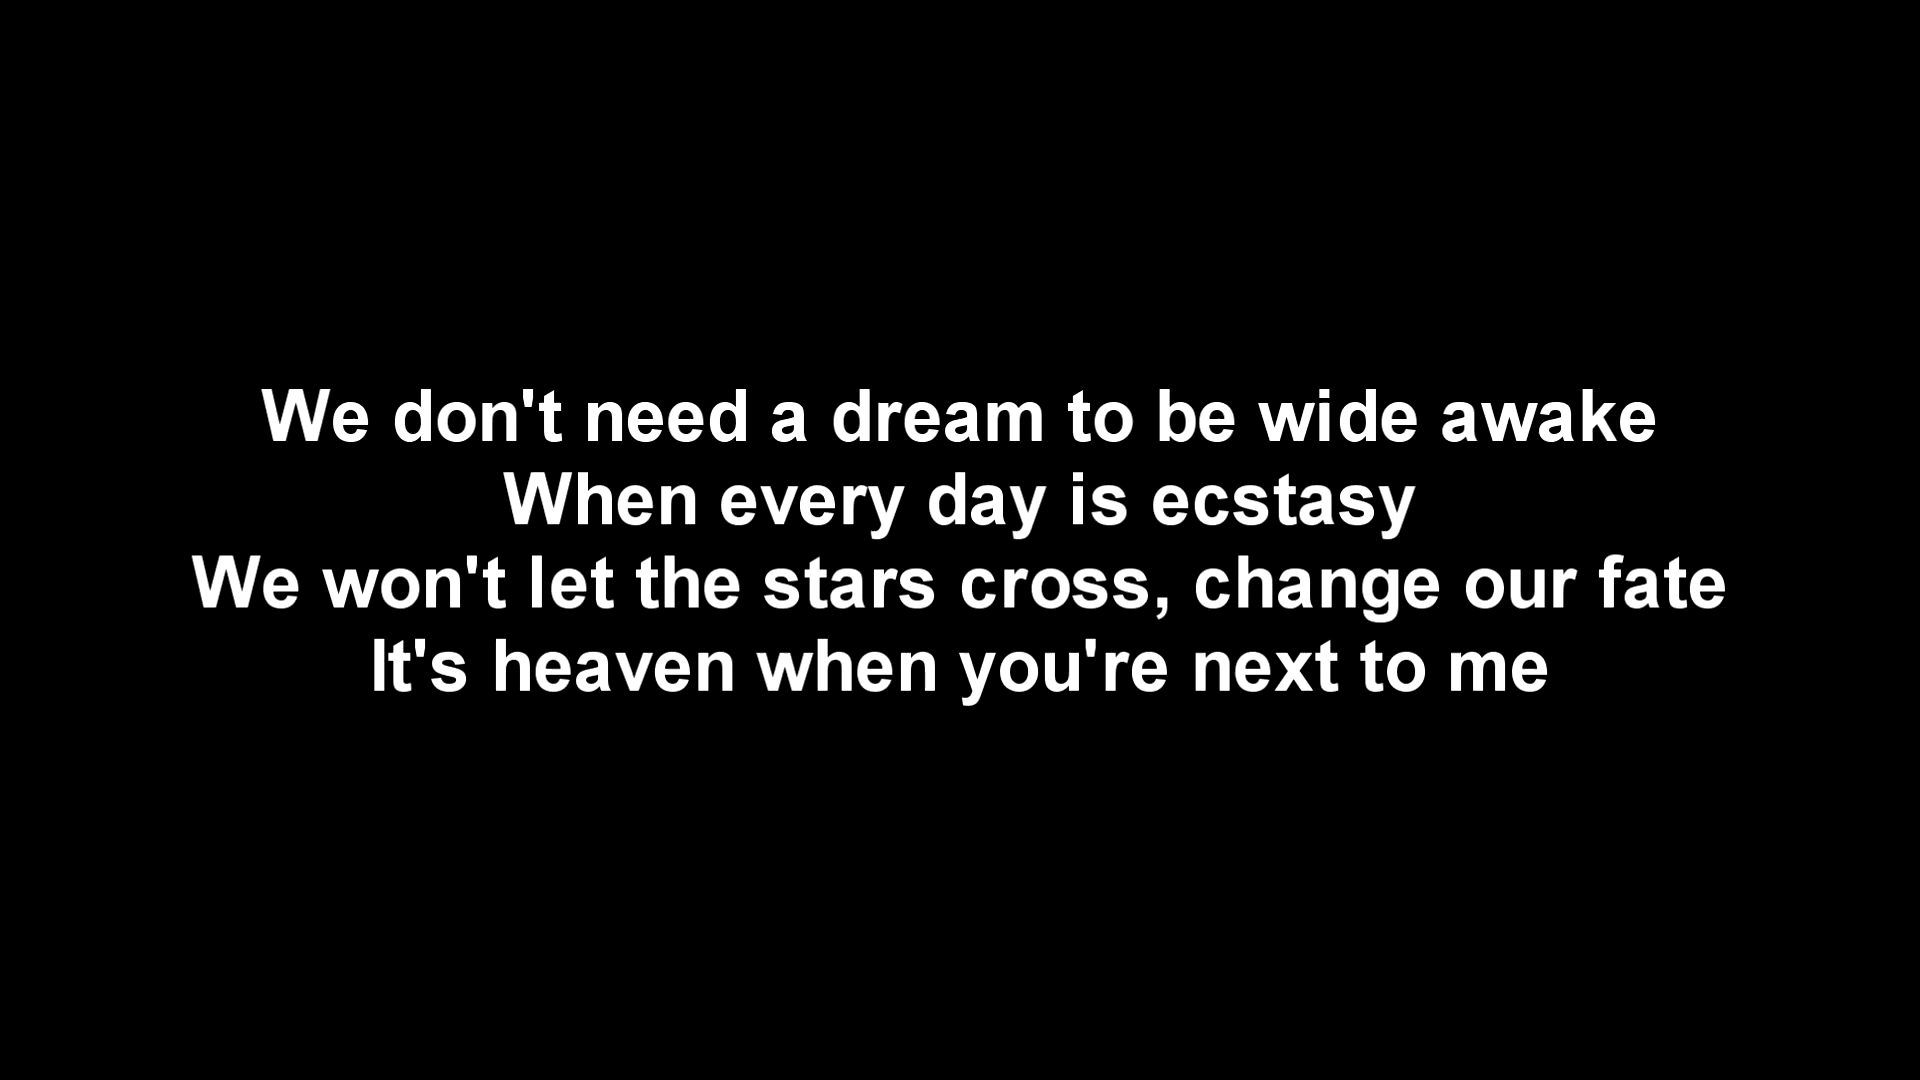 We don't need a dream to be wide awake
When every day is ecstasy
We won't let the stars cross, change our fate
It's heaven when you're next to me